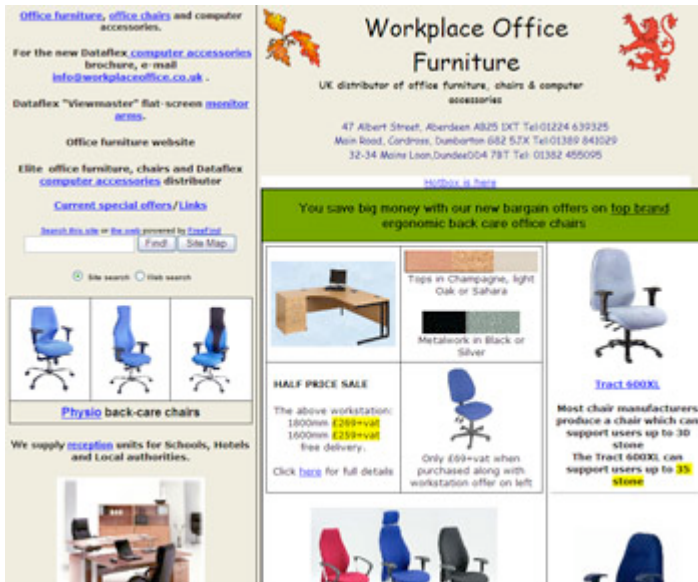 Office furniture, office chairs and computer
accessories.
For the new Dataflex computer accessories
brochure, e-mail
info@workplaceoffice.co.uk .
Dataflex "Viewmaster" flat-screen monitor
arms.
Office furniture website
Elite office furniture, chairs and Dataflex
computer accessories distributor
Current special offers/Links
Search this site or the web powered by FreeFind
Find! Site Map
Site search Web search
Physio back-care chairs
We supply reception units for Schools, Hotels
and Local authorities.
Workplace Office
Furniture
UK distributor of office furniture, chairs & computer
accessories
47 Albert Street, Aberdeen AB25 1XT Tel:01224 639325
Main Road, Cardross, Dumbarton G82 5JX Tel:01389 841029
32-34 Mains Loan,Dundee DD4 7BT Tel: 01382 455095
Hotbox is here
You save big money with our new bargain offers on top brand
ergonomic back care office chairs
Tops in Champagne, light
Oak or Sahara
Metalwork in Black or
Silver
HALF PRICE SALE
The above workstation:
1800mm £269+vat
1600mm £259+vat
free delivery.
Click here for full details
Only £69+vat when
purchased along with
workstation offer on left
Tract 600XL
Most chair manufacturers
produce a chair which can
support users up to 30
stone
The Tract 600XL can
support users up to 35
stone